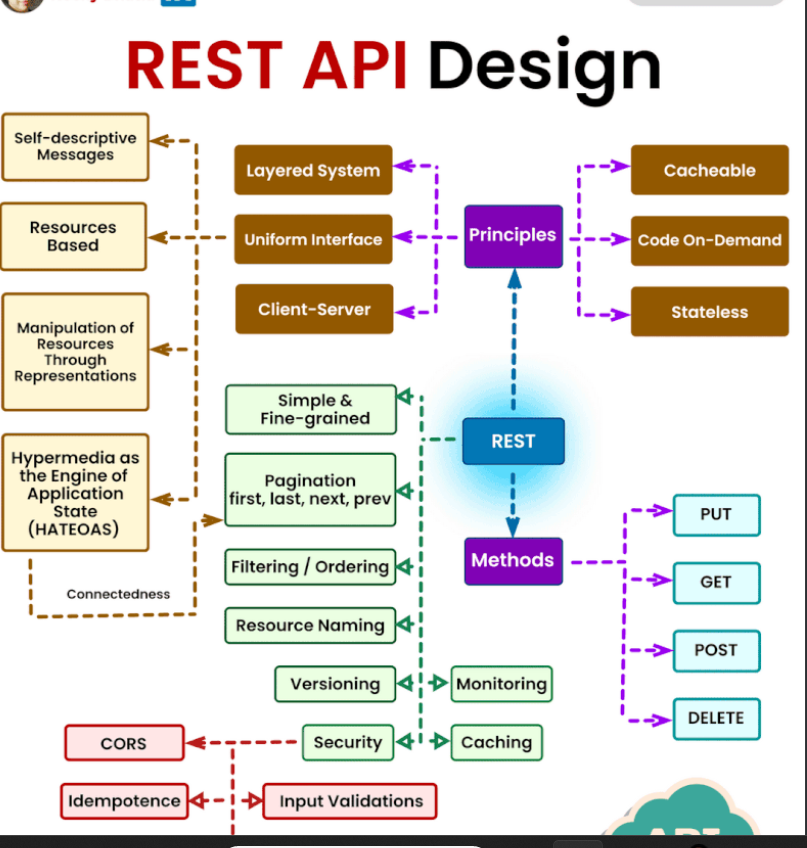 REST API Design
Self-descriptive
Messages
Resources
Based
Manipulation of
Resources
Through
Representations
Hypermedia as
the Engine of
Application
State
(HATEOAS)
Connectedness
Layered System
Uniform Interface
Client-Server
Principles
Cacheable
Code On-Demand
Stateless
REST
Simple &
Fine-grained
Pagination
first, last, next, prev
Filtering / Ordering
Resource Naming
Versioning
Monitoring
Security
Caching
Methods
PUT
GET
POST
DELETE
CORS
Idempotence
Input Validations
API